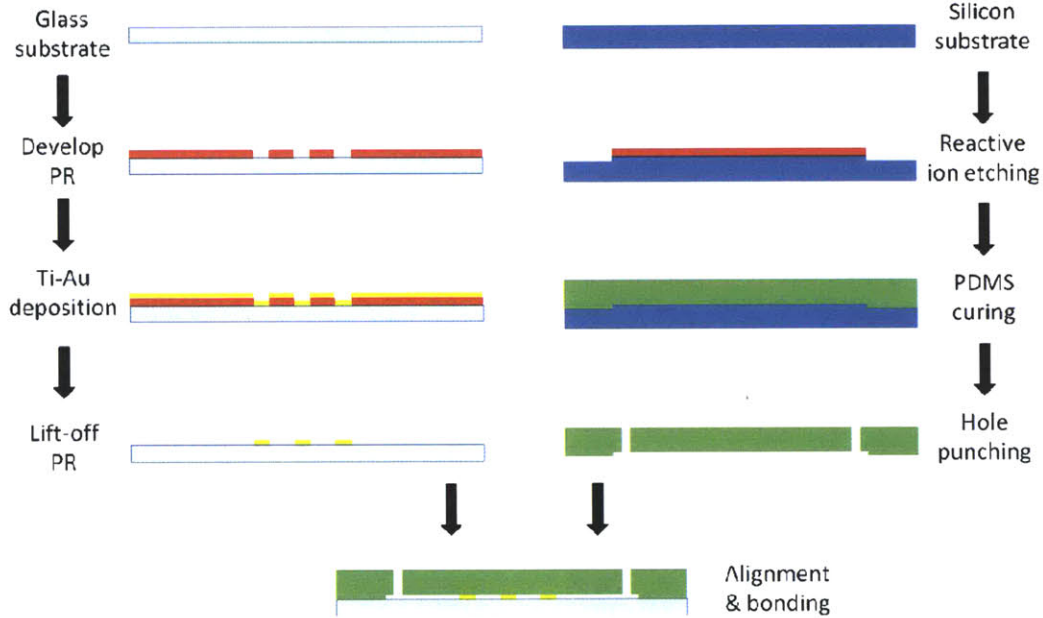 Glass
substrate
Develop
PR
Ti-Au
deposition
Lift-off
PR
Silicon
substrate
Reactive
ion etching
PDMS
curing
Hole
punching
Alignment
& bonding